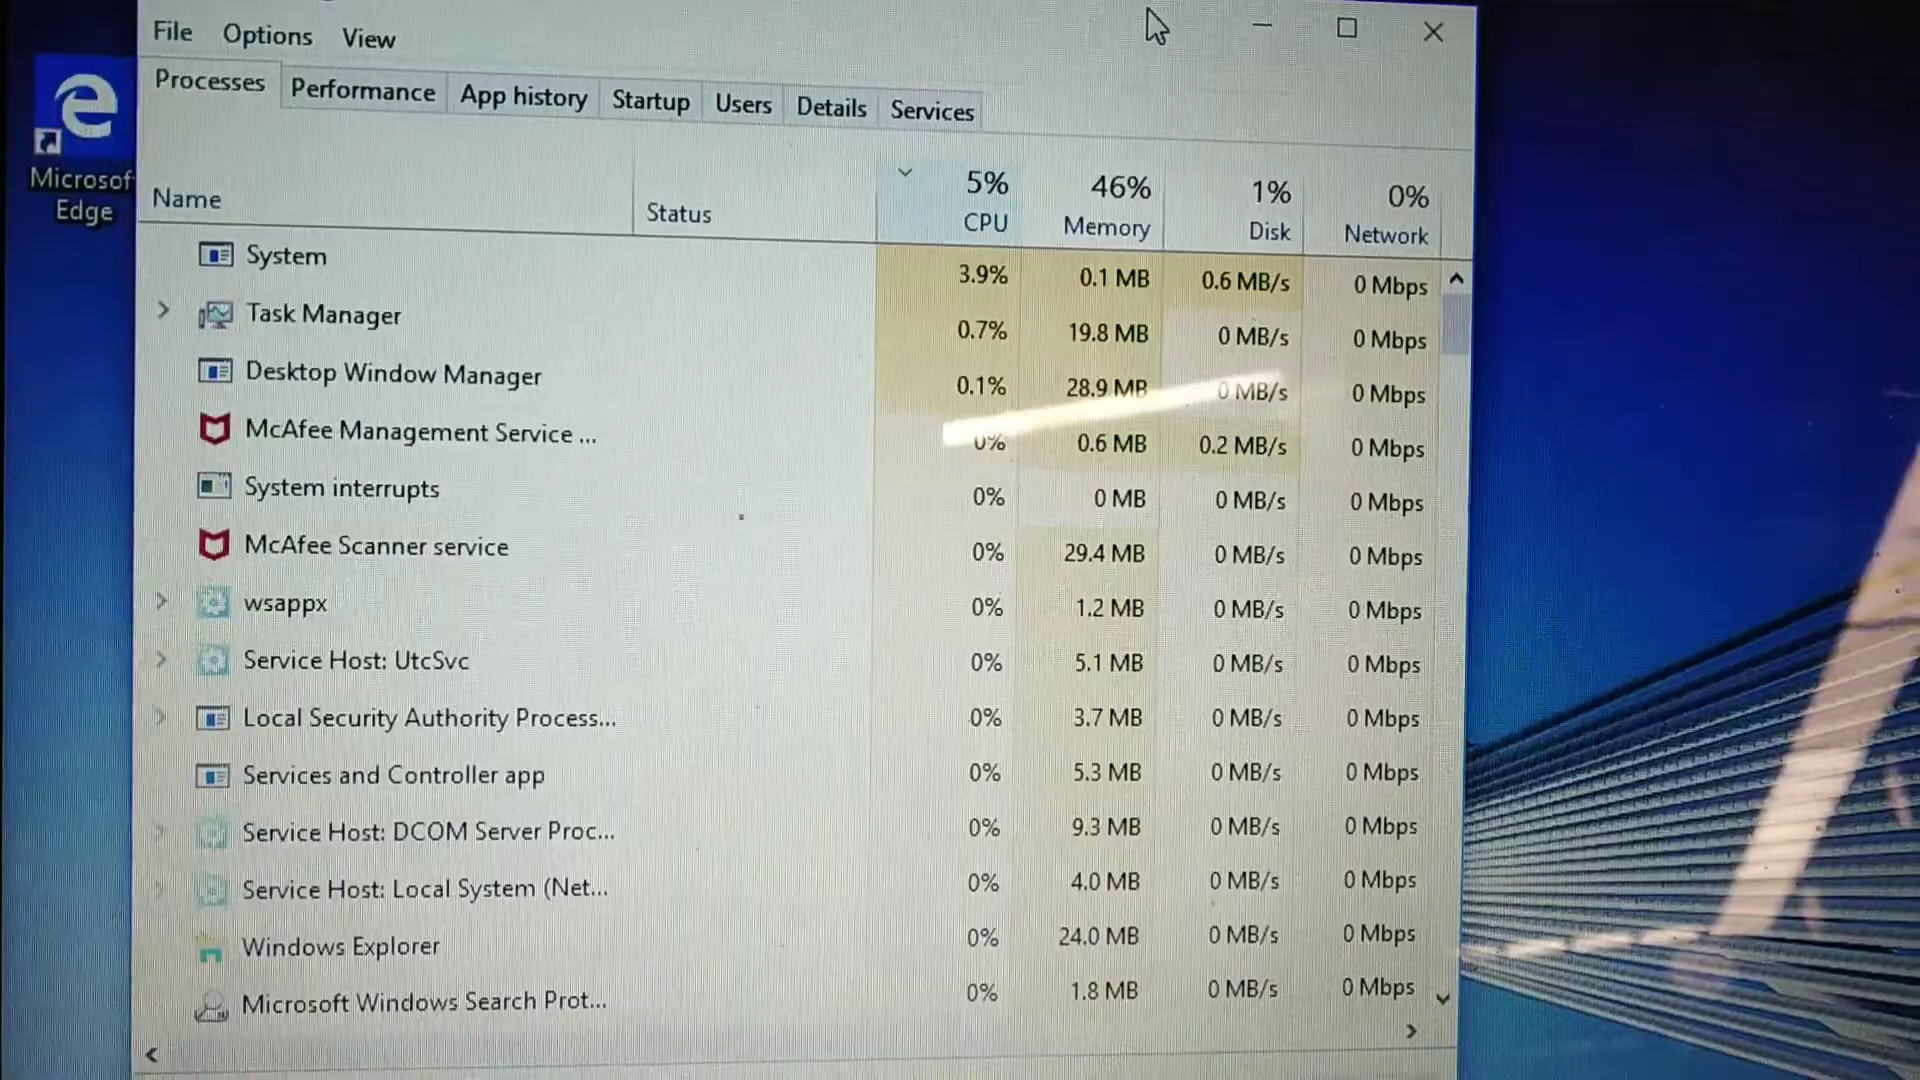 File Options View
Processes Performance App history Startup Users Details Services
Microsof
Edge
5% 46% 1% 0%
Name Status CPU Memory Disk Network
System 3.9% 0.1 MB 0.6 MB/s 0 Mbps
Task Manager 0.7% 19.8 MB 0 MB/s 0 Mbps
Desktop Window Manager 0.1% 28.9 MB 0 MB/s 0 Mbps
McAfee Management Service ... 0% 0.6 MB 0.2 MB/s 0 Mbps
System interrupts 0% 0 MB 0 MB/s 0 Mbps
McAfee Scanner service 0% 29.4 MB 0 MB/s 0 Mbps
wsappx 0% 1.2 MB 0 MB/s 0 Mbps
Service Host: UtcSvc 0% 5.1 MB 0 MB/s 0 Mbps
Local Security Authority Process... 0% 3.7 MB 0 MB/s 0 Mbps
Services and Controller app 0% 5.3 MB 0 MB/s 0 Mbps
Service Host: DCOM Server Proc... 0% 9.3 MB 0 MB/s 0 Mbps
Service Host: Local System (Net... 0% 4.0 MB 0 MB/s 0 Mbps
Windows Explorer 0% 24.0 MB 0 MB/s 0 Mbps
Microsoft Windows Search Prot... 0% 1.8 MB 0 MB/s 0 Mbps